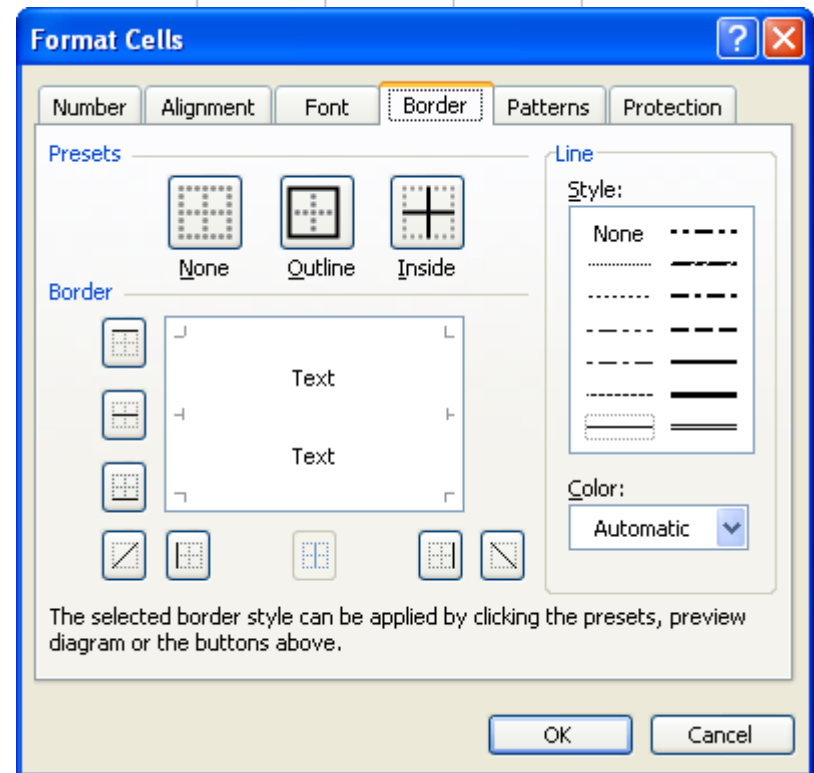 Format Cells
Number Alignment Font Border Patterns Protection
Presets
None Outline Inside
Border
Text
Text
Line
Style:
None
Color:
Automatic
The selected border style can be applied by clicking the presets, preview
diagram or the buttons above.
OK Cancel